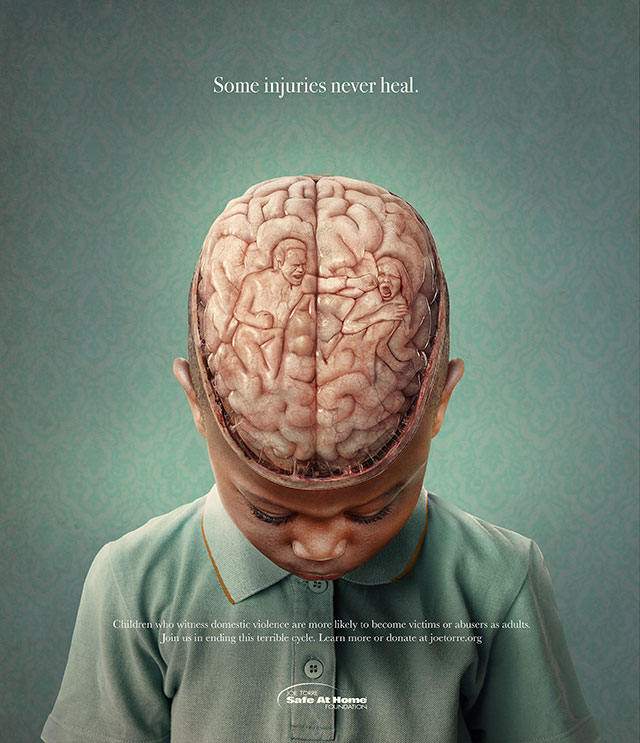 Some injuries never heal.
Children who witness domestic violence are more likely to become victims or abusers as adults.
Join us in ending this terrible cycle. Learn more or donate at joetorre.org
JOE TORRE
Safe At Home
FOUNDATION